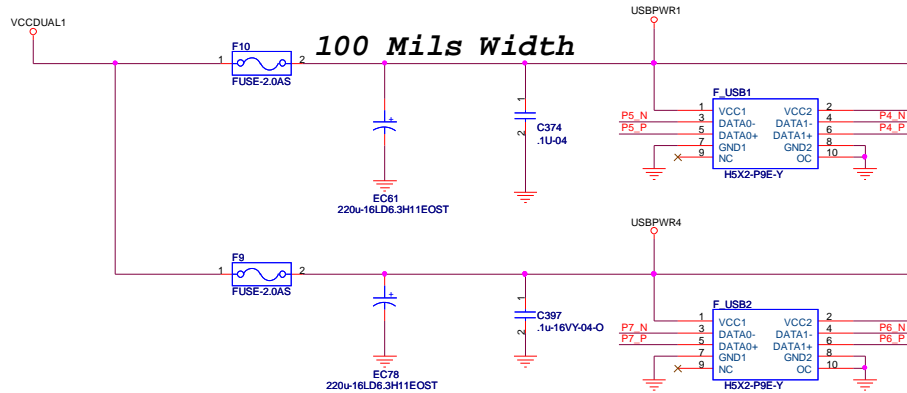 VCCDUAL1
USBPWR1
100 Mils Width
F10
1 2
FUSE-2.0AS
F_USB1
1 VCC1 VCC2 2
P5_N 3 DATA0- DATA1- 4 P4_N
P5_P 5 DATA0+ DATA1+ 6 P4_P
7 GND1 GND2 8
9 NC OC 10
H5X2-P9E-Y
+
EC61
220u-16LD6.3H11EOST
1
2
C374
.1U-04
USBPWR4
F9
1 2
FUSE-2.0AS
F_USB2
1 VCC1 VCC2 2
P7_N 3 DATA0- DATA1- 4 P6_N
P7_P 5 DATA0+ DATA1+ 6 P6_P
7 GND1 GND2 8
9 NC OC 10
H5X2-P9E-Y
+
EC78
220u-16LD6.3H11EOST
1
2
C397
.1u-16VY-04-O